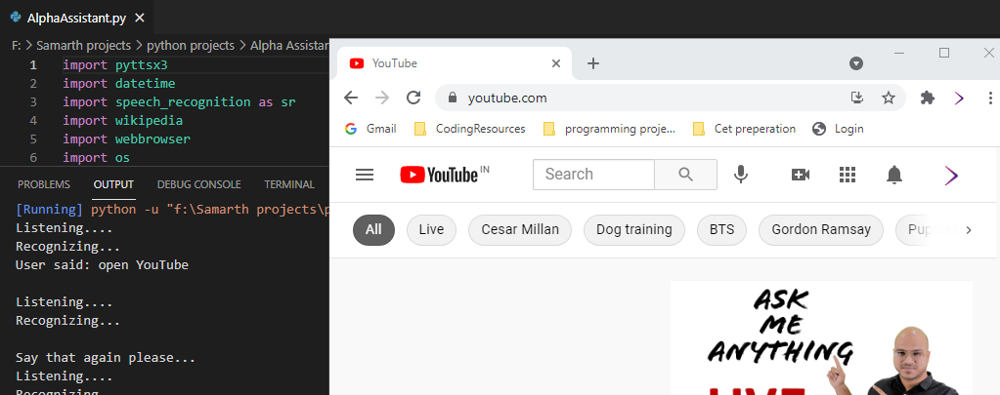 AlphaAssistant.py
F: > Samarth projects > python projects > Alpha Assistan
1 import pyttsx3
2 import datetime
3 import speech_recognition as sr
4 import wikipedia
5 import webbrowser
6 import os
PROBLEMS OUTPUT DEBUG CONSOLE TERMINAL
[Running] python -u "f:\Samarth projects\p
Listening....
Recognizing...
User said: open YouTube
Listening....
Recognizing...
Say that again please...
Listening....
Recognizing
YouTube
youtube.com
Gmail CodingResources programming proje... Cet preperation Login
YouTube IN
Search
All Live Cesar Millan Dog training BTS Gordon Ramsay Puppies
ASK
ME
ANYTHING
LIVE